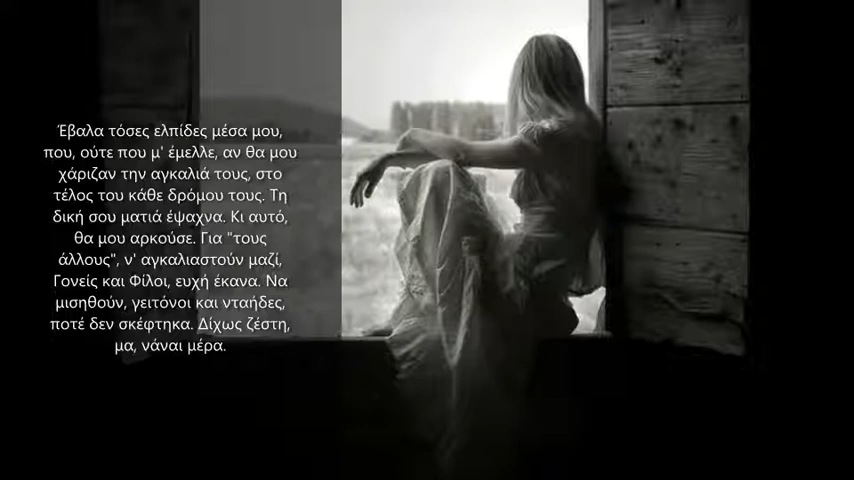 Έβαλα τόσες ελπίδες μέσα μου,
που, ούτε που μ' έμελλε, αν θα μου
χάριζαν την αγκαλιά τους, στο
τέλος του κάθε δρόμου τους. Τη
δική σου ματιά έψαχνα. Κι αυτό,
θα μου αρκούσε. Για "τους
άλλους", ν' αγκαλιαστούν μαζί,
Γονείς και Φίλοι, ευχή έκανα. Να
μισηθούν, γειτόνοι και νταήδες,
ποτέ δεν σκέφτηκα. Δίχως ζέστη,
μα, νάναι μέρα.